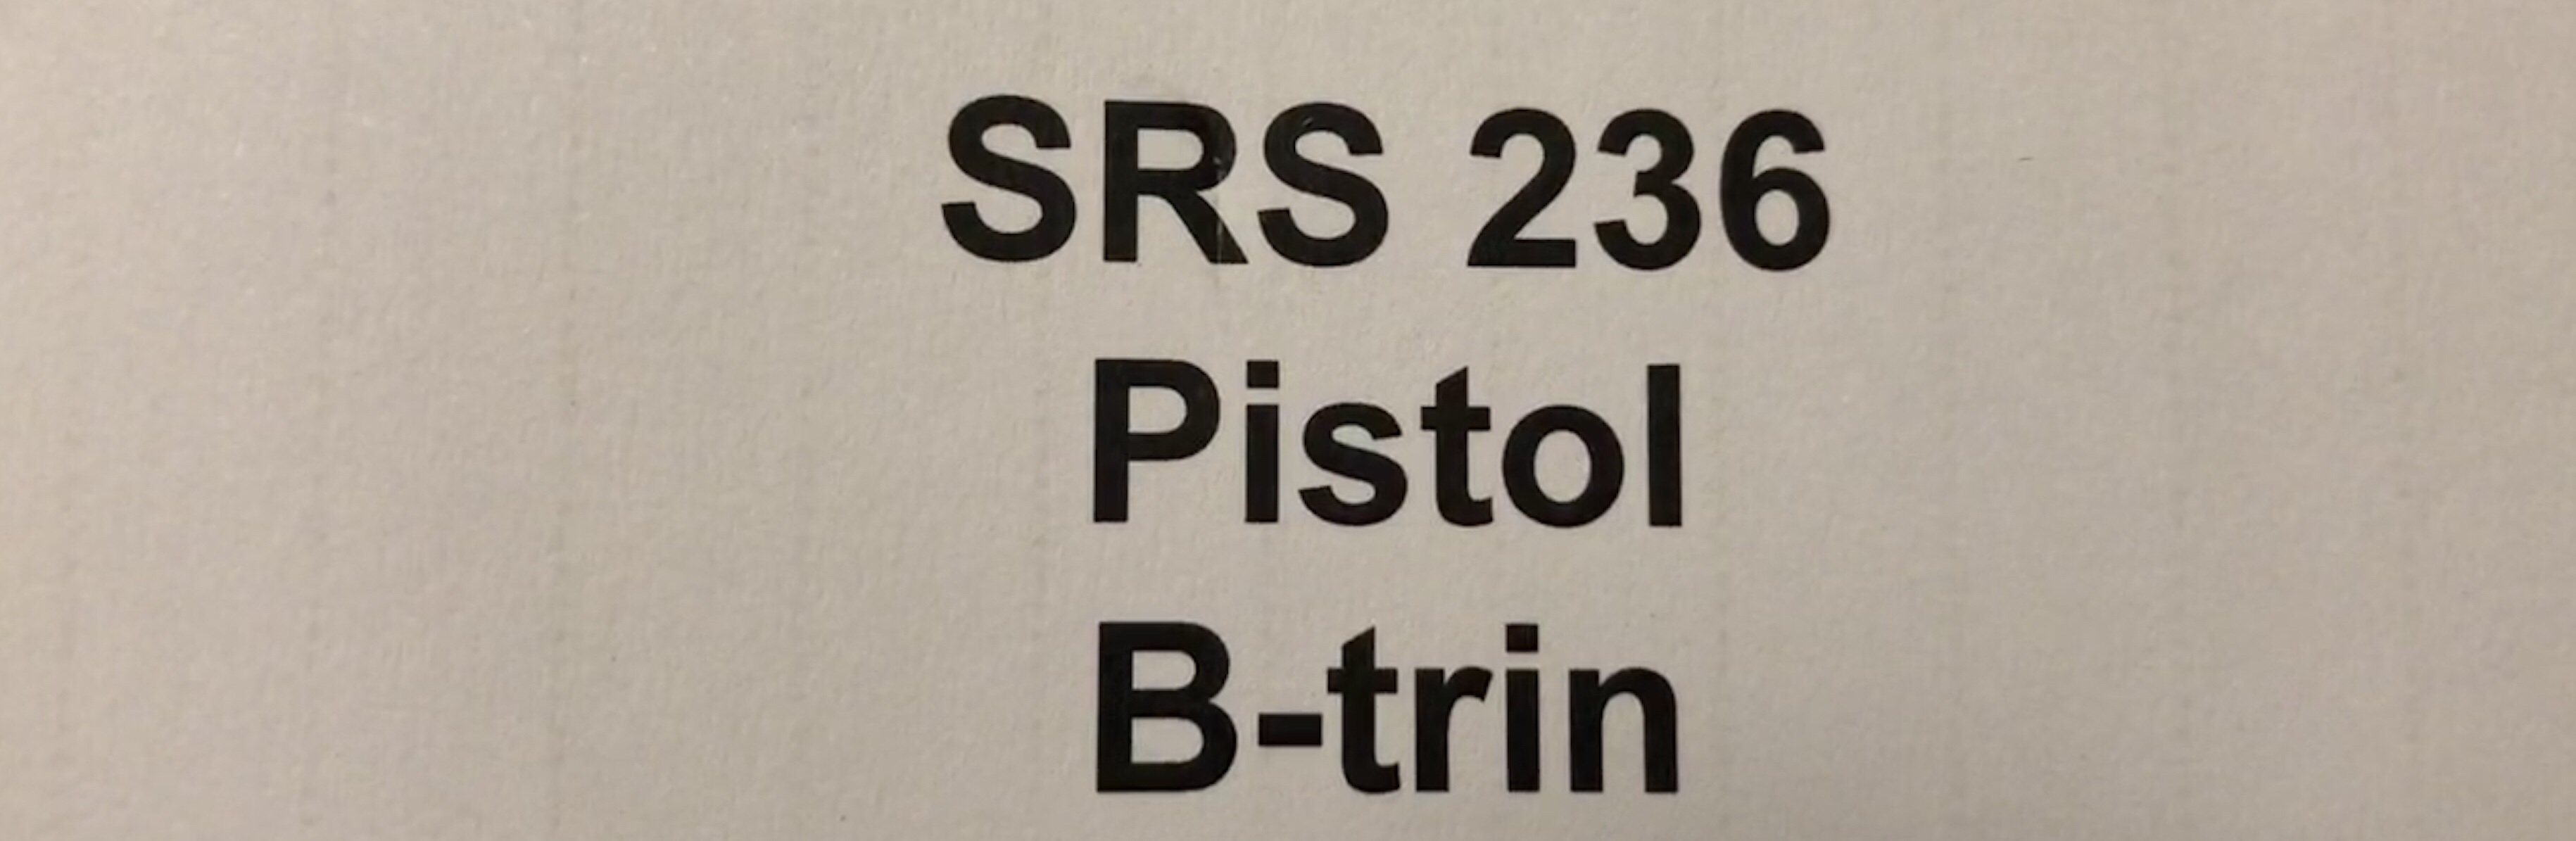 SRS 236
Pistol
B-trin